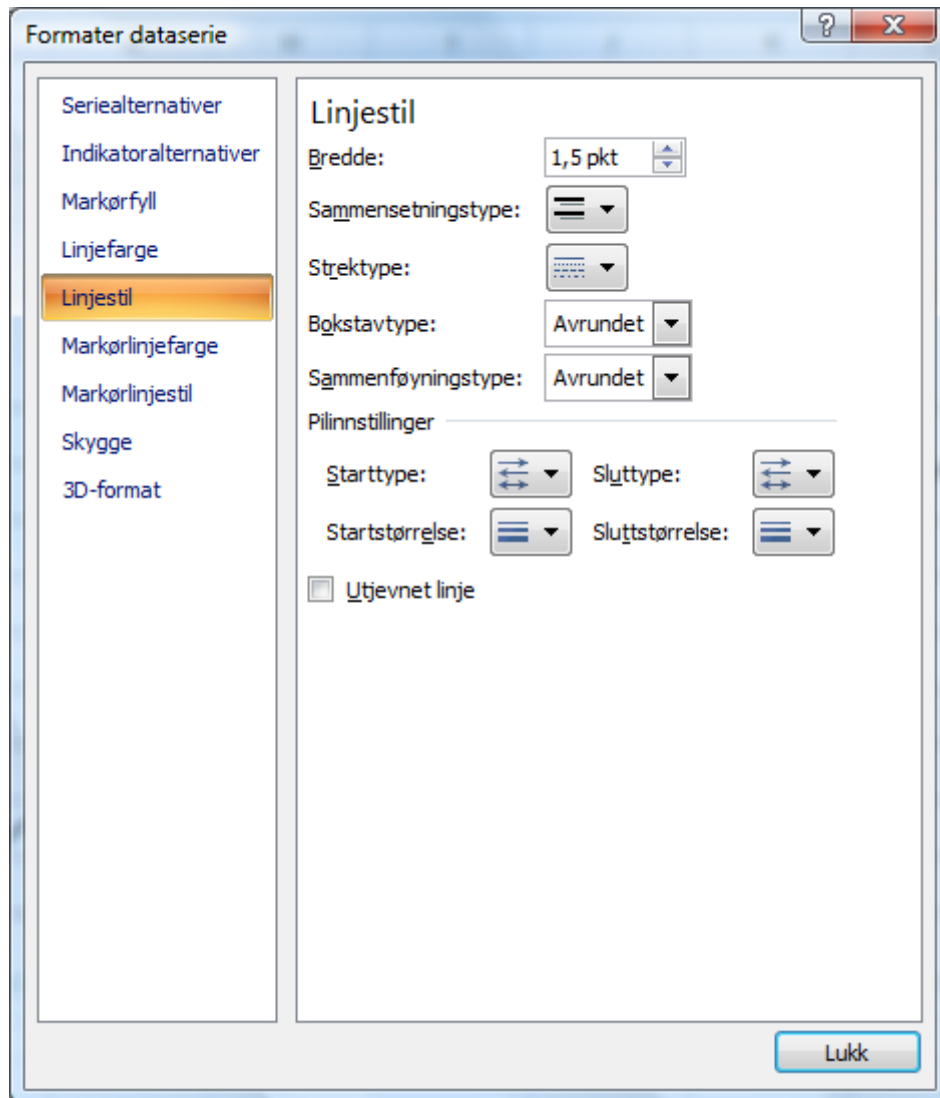 Formater dataserie
Seriealternativer
Indikatoralternativer
Markørfyll
Linjefarge
Linjestil
Markørlinjefarge
Markørlinjestil
Skygge
3D-format
Linjestil
Bredde: 1,5 pkt
Sammensetningstype:
Strektype:
Bokstavtype: Avrundet
Sammenføyningstype: Avrundet
Pilinnstillinger
Starttype: Sluttype:
Startstørrelse: Sluttstørrelse:
Utjevnet linje
Lukk